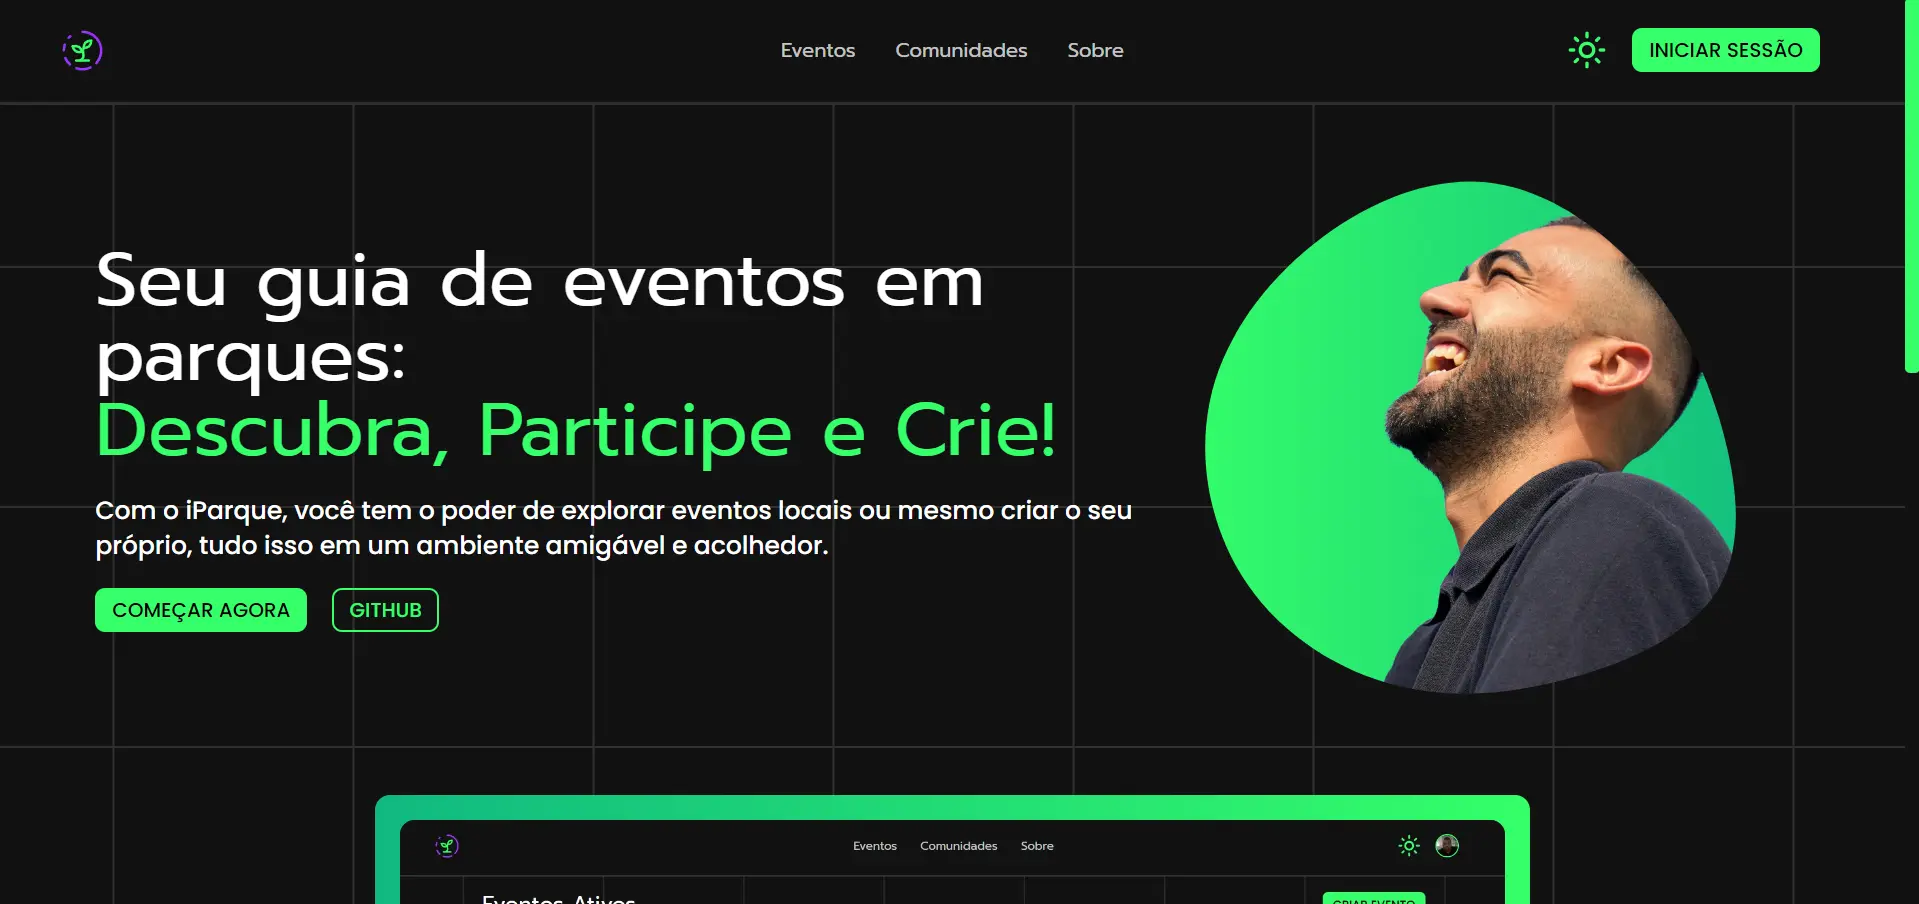 Eventos Comunidades Sobre
INICIAR SESSÃO
Seu guia de eventos em
parques:
Descubra, Participe e Crie!
Com o iParque, você tem o poder de explorar eventos locais ou mesmo criar o seu
próprio, tudo isso em um ambiente amigável e acolhedor.
COMEÇAR AGORA GITHUB
Eventos Comunidades Sobre
Eventos Ativos
CRIAR EVENTO